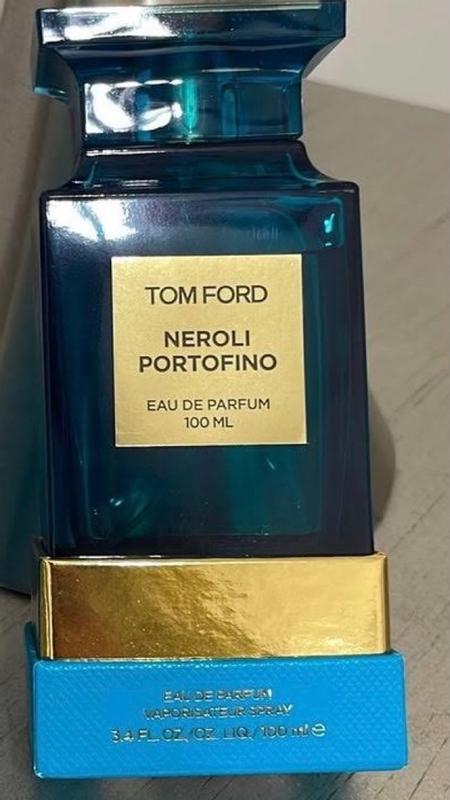 TOM FORD
NEROLI
PORTOFINO
EAU DE PARFUM
100 ML
EAU DE PARFUM
VAPORISATEUR SPRAY
3.4 FL.OZ./OZ. LIQ./100 ml ℮